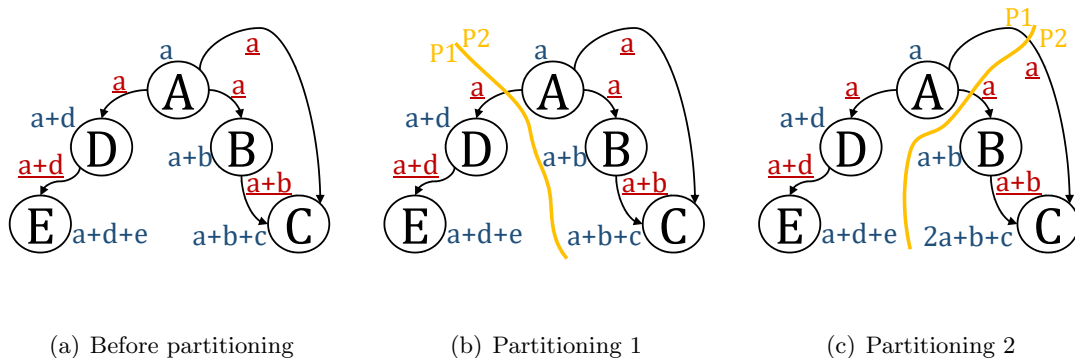 a
a
a
a
A
a+d
D
B
a+b
a+d
a+b
E
C
a+d+e
a+b+c
(a) Before partitioning
P1
P2
a
a
a
a
A
a+d
D
B
a+b
a+d
a+b
E
C
a+d+e
a+b+c
(b) Partitioning 1
P1
P2
a
a
a
a
A
a+d
D
B
a+b
a+d
a+b
E
C
a+d+e
2a+b+c
(c) Partitioning 2